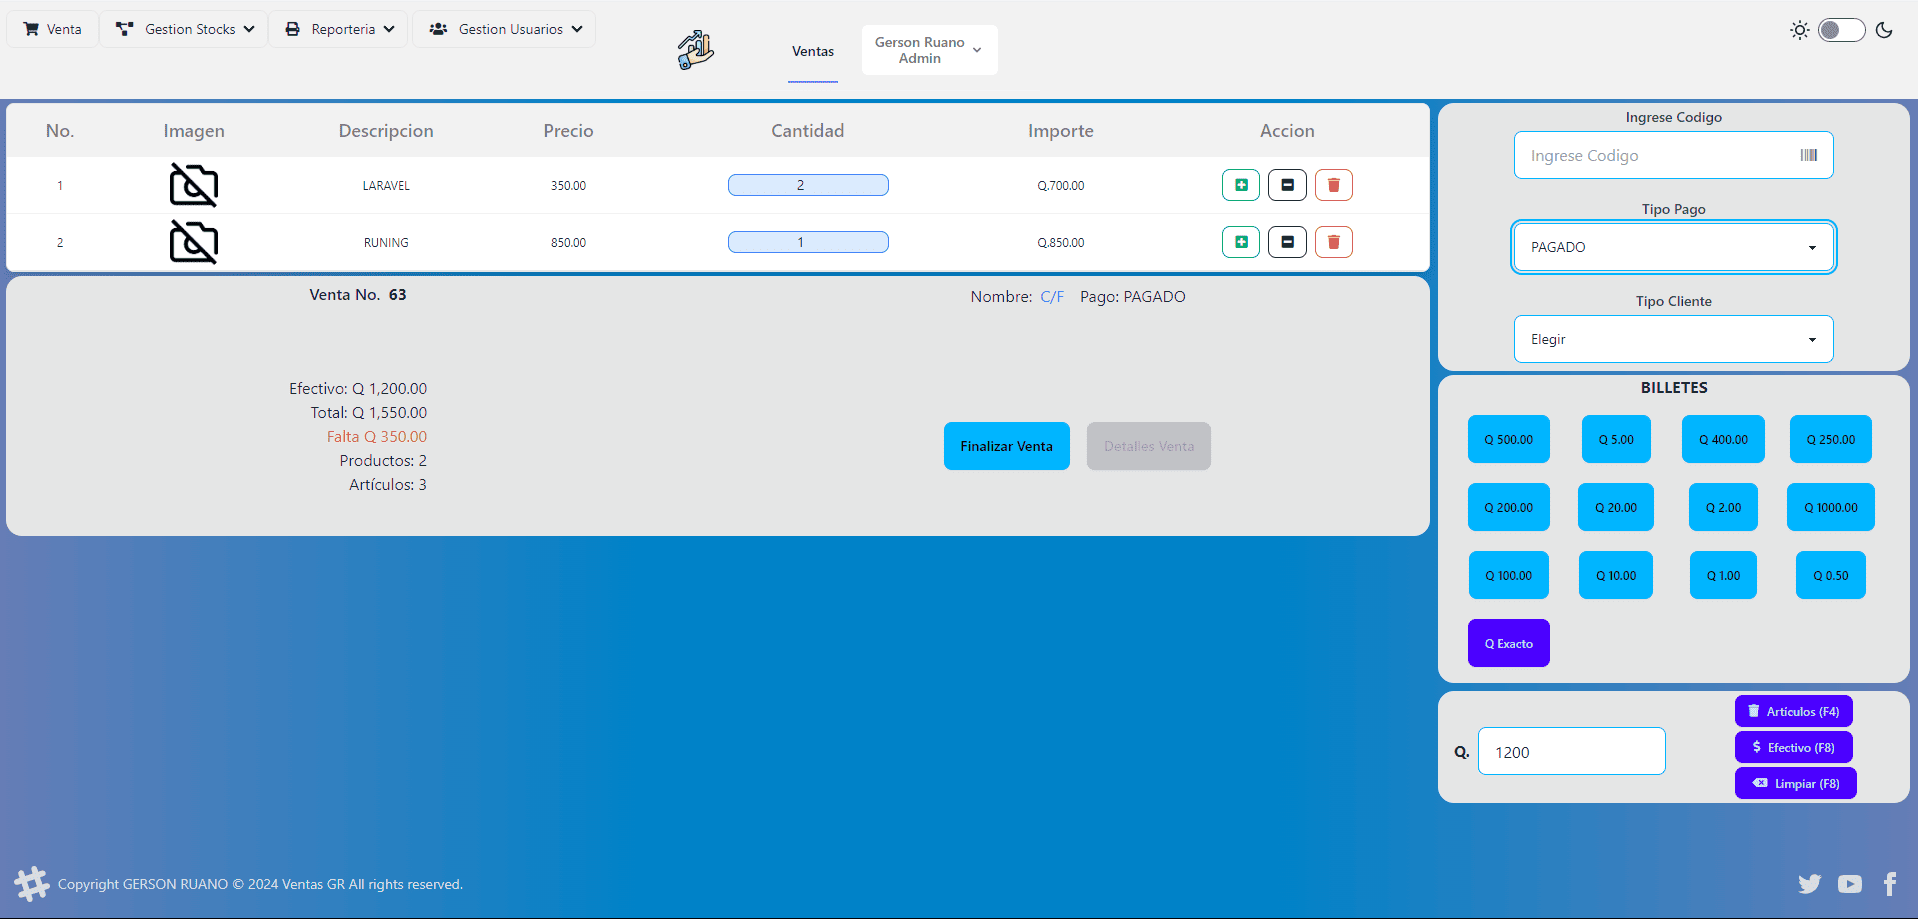 Venta Gestion Stocks Reporteria Gestion Usuarios
Ventas
Gerson Ruano
Admin
No. Imagen Descripcion Precio Cantidad Importe Accion
1 LARAVEL 350.00 2 Q.700.00
2 RUNING 850.00 1 Q.850.00
Venta No. 63
Nombre: C/F Pago: PAGADO
Efectivo: Q 1,200.00
Total: Q 1,550.00
Falta Q 350.00
Productos: 2
Artículos: 3
Finalizar Venta Detalles Venta
Ingrese Codigo
Ingrese Codigo
Tipo Pago
PAGADO
Tipo Cliente
Elegir
BILLETES
Q 500.00 Q 5.00 Q 400.00 Q 250.00
Q 200.00 Q 20.00 Q 2.00 Q 1000.00
Q 100.00 Q 10.00 Q 1.00 Q 0.50
Q Exacto
Q. 1200
Artículos (F4)
$ Efectivo (F8)
Limpiar (F8)
Copyright GERSON RUANO © 2024 Ventas GR All rights reserved.